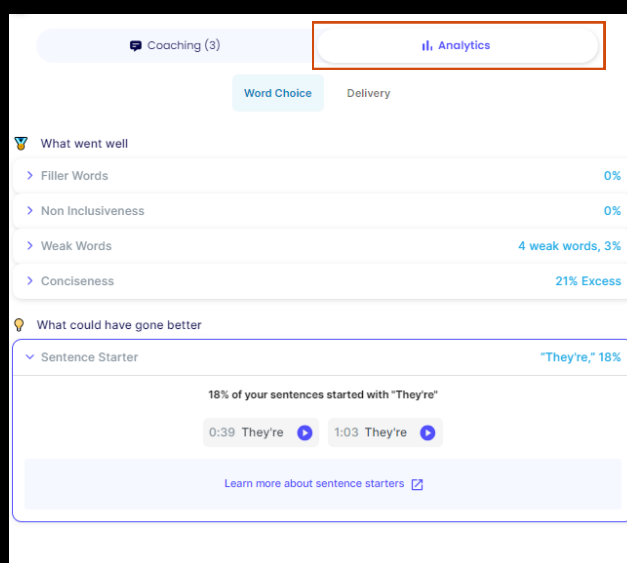 Coaching (3)
Analytics
Word Choice
Delivery
What went well
Filler Words 0%
Non Inclusiveness 0%
Weak Words 4 weak words, 3%
Conciseness 21% Excess
What could have gone better
Sentence Starter "They're," 18%
18% of your sentences started with "They're"
0:39 They're 1:03 They're
Learn more about sentence starters